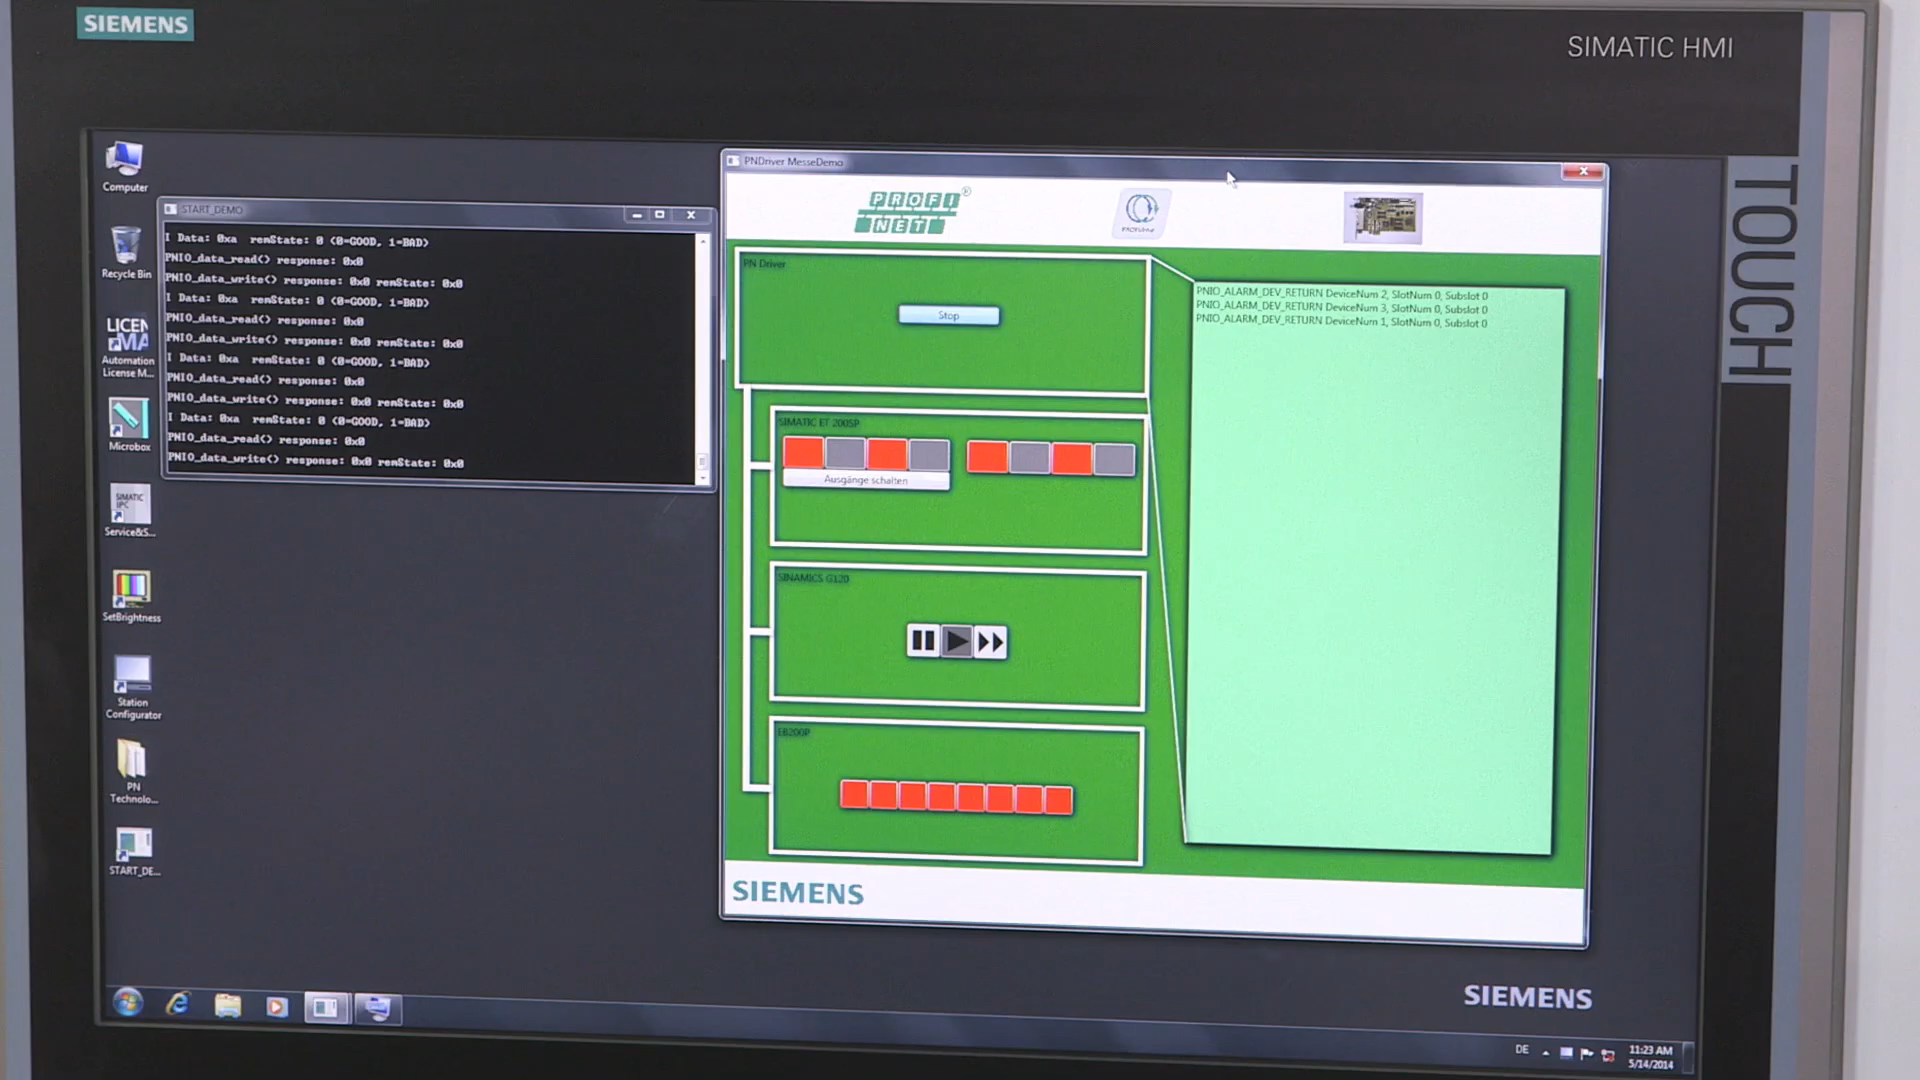 SIEMENS
SIMATIC HMI
TOUCH
Computer
Recycle Bin
LICEN
MA
Automation
License M...
Microbox
SIMATIC
IPC
Service&S...
SetBrightness
Station
Configurator
PN
Technolo...
START_DE...
START_DEMO
I Data: 0xa remState: 0 (0=GOOD, 1=BAD)
PNIO_data_read() response: 0x0
PNIO_data_write() response: 0x0 remState: 0x0
I Data: 0xa remState: 0 (0=GOOD, 1=BAD)
PNIO_data_read() response: 0x0
PNIO_data_write() response: 0x0 remState: 0x0
I Data: 0xa remState: 0 (0=GOOD, 1=BAD)
PNIO_data_read() response: 0x0
PNIO_data_write() response: 0x0 remState: 0x0
I Data: 0xa remState: 0 (0=GOOD, 1=BAD)
PNIO_data_read() response: 0x0
PNIO_data_write() response: 0x0 remState: 0x0
PNDriver MesseDemo
PROFI®
NET
PN Driver
Stop
SIMATIC ET 200SP
Ausgänge schalten
SINAMICS G120
EB200P
PNIO_ALARM_DEV_RETURN DeviceNum 2, SlotNum 0, Subslot 0
PNIO_ALARM_DEV_RETURN DeviceNum 3, SlotNum 0, Subslot 0
PNIO_ALARM_DEV_RETURN DeviceNum 1, SlotNum 0, Subslot 0
SIEMENS
SIEMENS
DE
11:23 AM
5/14/2014